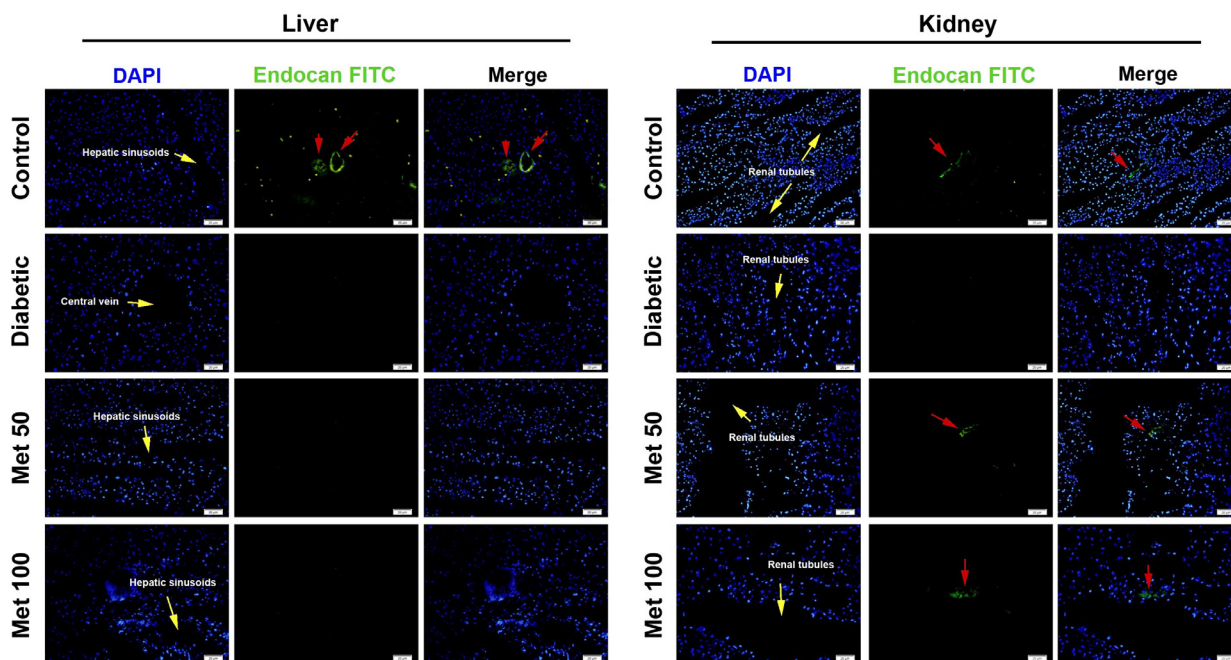 Liver
Kidney
DAPI
Endocan FITC
Merge
DAPI
Endocan FITC
Merge
Control
Hepatic sinusoids
Renal tubules
Diabetic
Central vein
Renal tubules
Met 50
Hepatic sinusoids
Renal tubules
Met 100
Hepatic sinusoids
Renal tubules